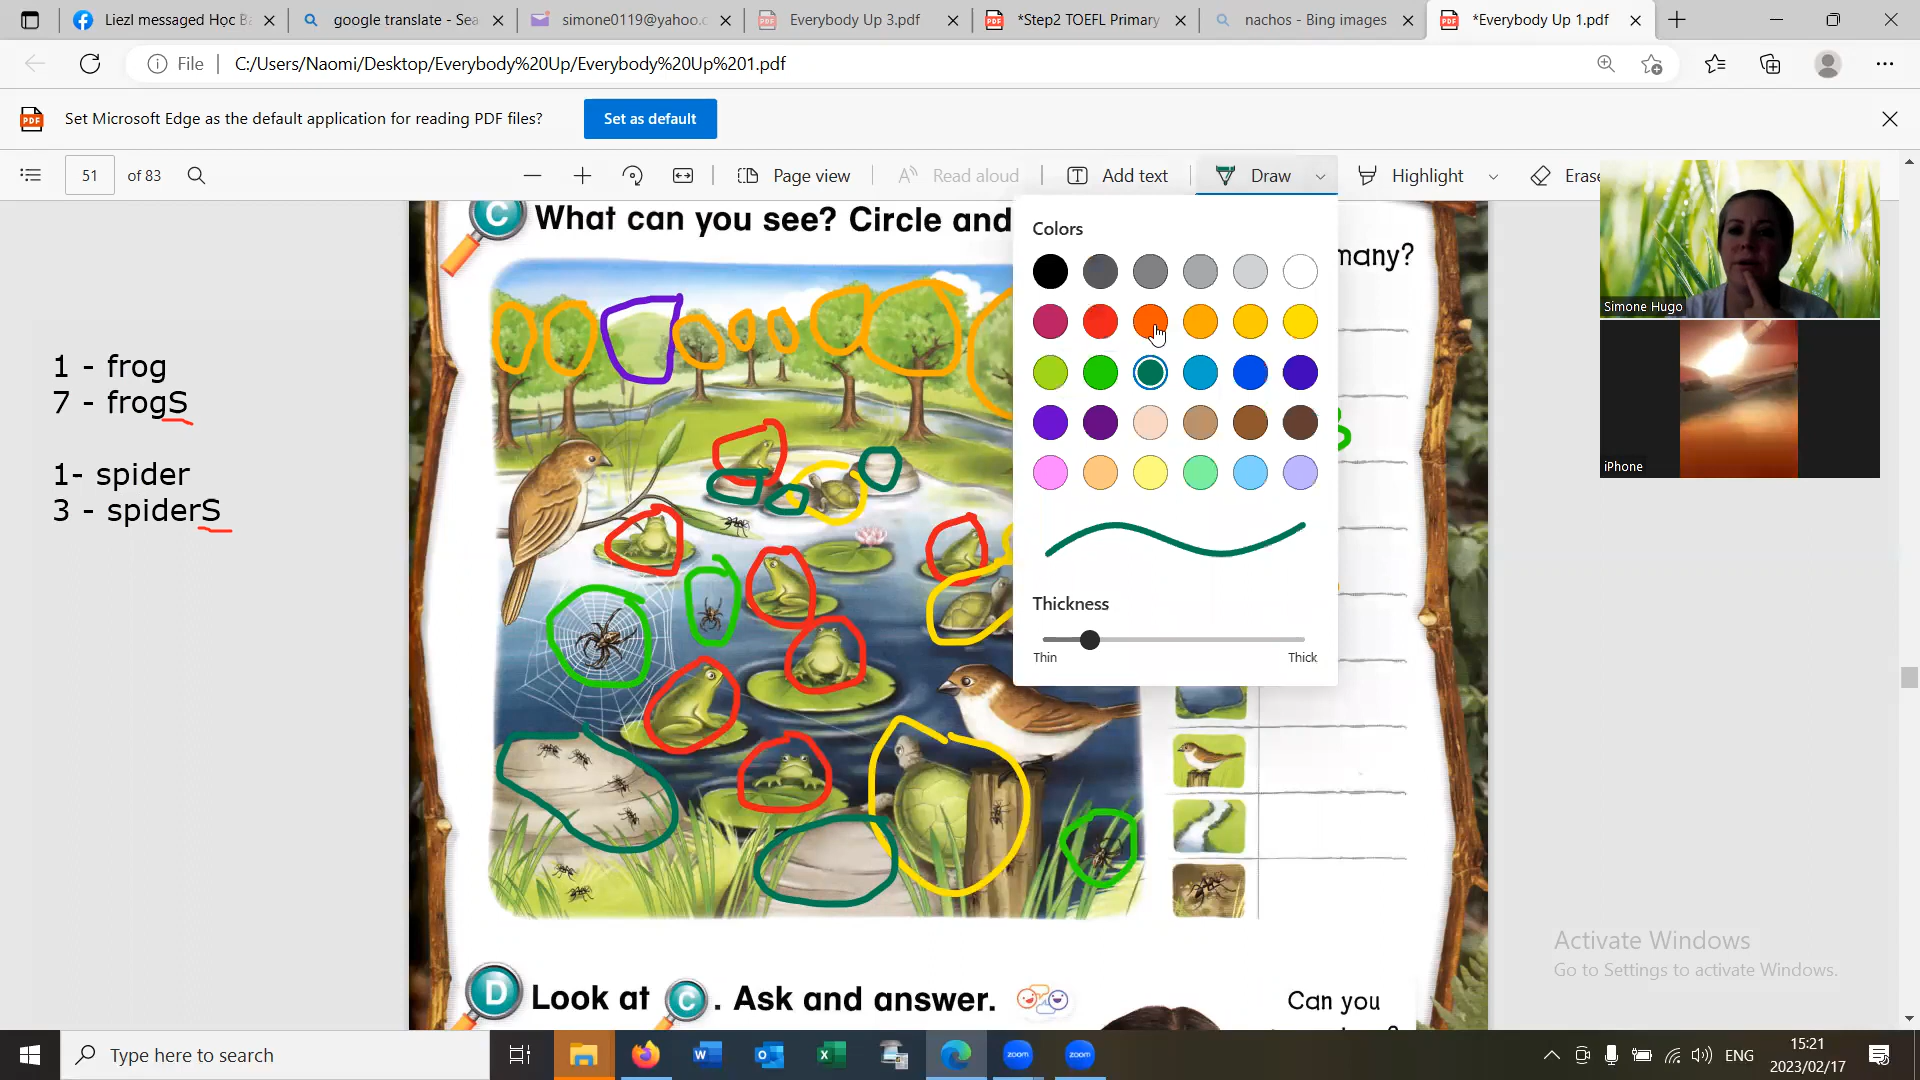 Liezl messaged Học Bá
google translate - Sea
simone0119@yahoo.c
Everybody Up 3.pdf
*Step2 TOEFL Primary
nachos - Bing images
*Everybody Up 1.pdf
File
C:/Users/Naomi/Desktop/Everybody%20Up/Everybody%20Up%201.pdf
Set Microsoft Edge as the default application for reading PDF files?
Set as default
51 of 83
Page view
Read aloud
Add text
Draw
Highlight
Erase
C What can you see? Circle and
many?
Colors
Thickness
Thin
Thick
1 - frog
7 - frogS
1- spider
3 - spiderS
Simone Hugo
iPhone
D Look at C. Ask and answer.
Can you
Activate Windows
Go to Settings to activate Windows.
Type here to search
zoom
zoom
ENG
15:21
2023/02/17